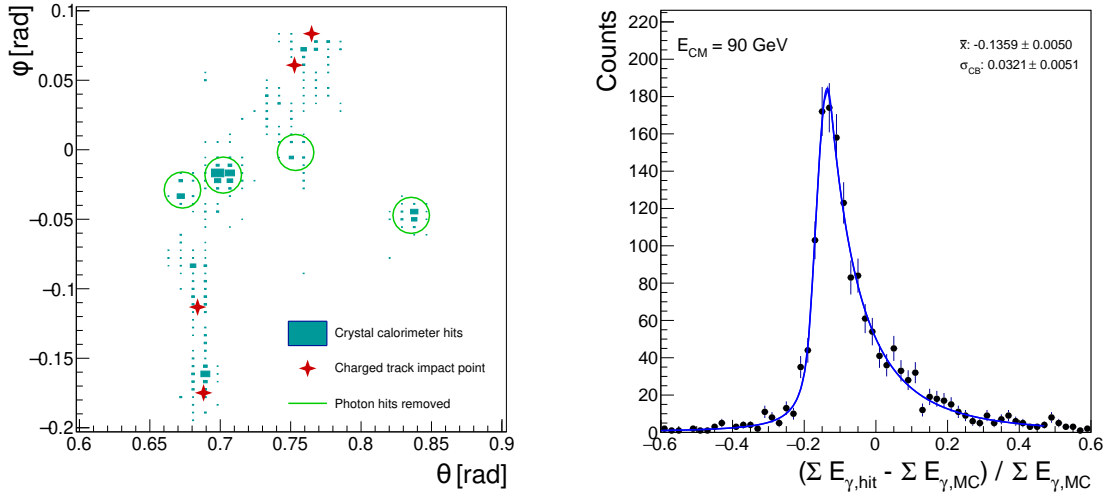 φ [rad]
0.1
0.05
0
−0.05
−0.1
−0.15
−0.2
Crystal calorimeter hits
Charged track impact point
Photon hits removed
0.6 0.65 0.7 0.75 0.8 0.85 0.9
θ [rad]
Counts
220
200
180
160
140
120
100
80
60
40
20
0
E_CM = 90 GeV
x̄: -0.1359 ± 0.0050
σ_CB: 0.0321 ± 0.0051
−0.6 −0.4 −0.2 0 0.2 0.4 0.6
(Σ E_γ,hit - Σ E_γ,MC) / Σ E_γ,MC